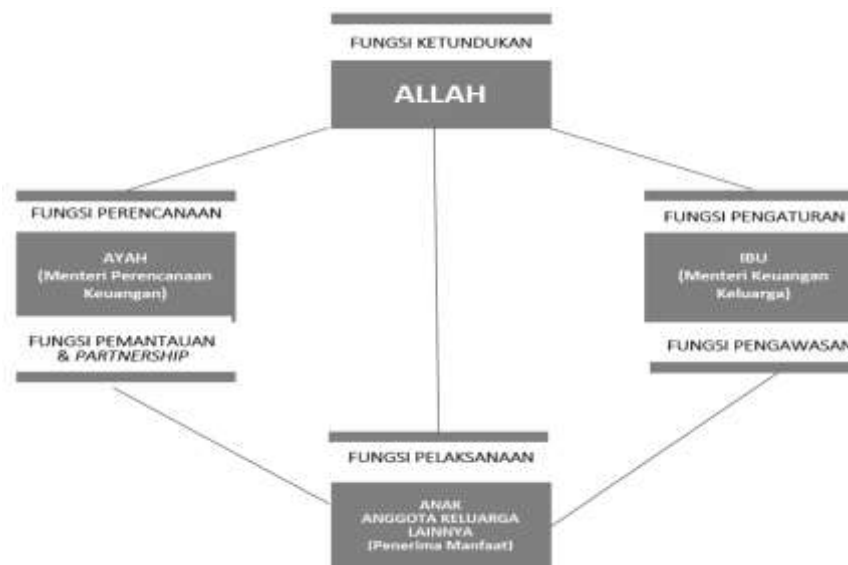 FUNGSI KETUNDUKAN
ALLAH
FUNGSI PERENCANAAN
AYAH
(Menteri Perencanaan
Keuangan)
FUNGSI PEMANTAUAN
& PARTNERSHIP
FUNGSI PENGATURAN
IBU
(Menteri Keuangan
Keluarga)
FUNGSI PENGAWASAN
FUNGSI PELAKSANAAN
ANAK
ANGGOTA KELUARGA
LAINNYA
(Penerima Manfaat)